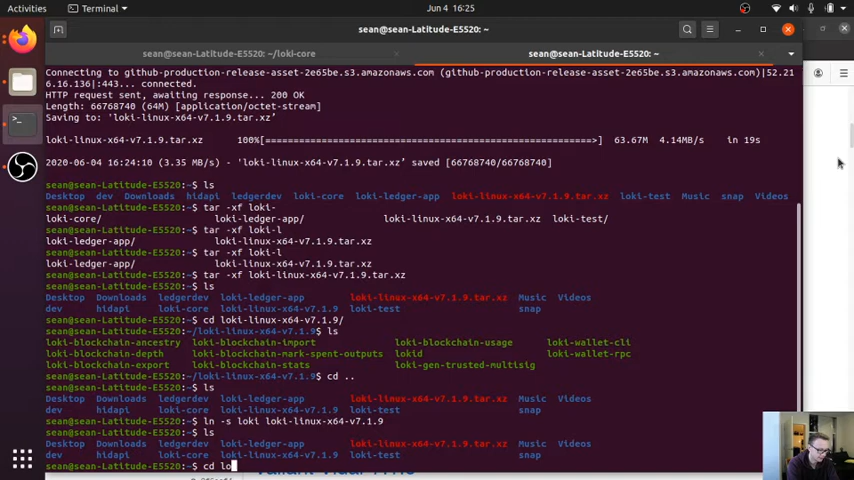 Activities Terminal Jun 4 16:25
sean@sean-Latitude-E5520: ~
sean@sean-Latitude-E5520: ~/loki-core × sean@sean-Latitude-E5520: ~ ×
Connecting to github-production-release-asset-2e65be.s3.amazonaws.com (github-production-release-asset-2e65be.s3.amazonaws.com)|52.21
6.16.136|:443... connected.
HTTP request sent, awaiting response... 200 OK
Length: 66768740 (64M) [application/octet-stream]
Saving to: ‘loki-linux-x64-v7.1.9.tar.xz’
loki-linux-x64-v7.1.9.tar.xz 100%[===========================================================>] 63.67M 4.14MB/s in 19s
2020-06-04 16:24:10 (3.35 MB/s) - ‘loki-linux-x64-v7.1.9.tar.xz’ saved [66768740/66768740]
sean@sean-Latitude-E5520:~$ ls
Desktop dev Downloads hidapi ledgerdev loki-core loki-ledger-app loki-linux-x64-v7.1.9.tar.xz loki-test Music snap Videos
sean@sean-Latitude-E5520:~$ tar -xf loki-
loki-core/ loki-ledger-app/ loki-linux-x64-v7.1.9.tar.xz loki-test/
sean@sean-Latitude-E5520:~$ tar -xf loki-l
loki-ledger-app/ loki-linux-x64-v7.1.9.tar.xz
sean@sean-Latitude-E5520:~$ tar -xf loki-l
loki-ledger-app/ loki-linux-x64-v7.1.9.tar.xz
sean@sean-Latitude-E5520:~$ tar -xf loki-linux-x64-v7.1.9.tar.xz
sean@sean-Latitude-E5520:~$ ls
Desktop Downloads ledgerdev loki-ledger-app loki-linux-x64-v7.1.9.tar.xz Music Videos
dev hidapi loki-core loki-linux-x64-v7.1.9 loki-test snap
sean@sean-Latitude-E5520:~$ cd loki-linux-x64-v7.1.9/
sean@sean-Latitude-E5520:~/loki-linux-x64-v7.1.9$ ls
loki-blockchain-ancestry loki-blockchain-import loki-blockchain-usage loki-wallet-cli
loki-blockchain-depth loki-blockchain-mark-spent-outputs lokid loki-wallet-rpc
loki-blockchain-export loki-blockchain-stats loki-gen-trusted-multisig
sean@sean-Latitude-E5520:~/loki-linux-x64-v7.1.9$ cd ..
sean@sean-Latitude-E5520:~$ ls
Desktop Downloads ledgerdev loki-ledger-app loki-linux-x64-v7.1.9.tar.xz Music Videos
dev hidapi loki-core loki-linux-x64-v7.1.9 loki-test snap
sean@sean-Latitude-E5520:~$ ln -s loki loki-linux-x64-v7.1.9
sean@sean-Latitude-E5520:~$ ls
Desktop Downloads ledgerdev loki-ledger-app loki-linux-x64-v7.1.9.tar.xz Music Videos
dev hidapi loki-core loki-linux-x64-v7.1.9 loki-test snap
sean@sean-Latitude-E5520:~$ cd lo